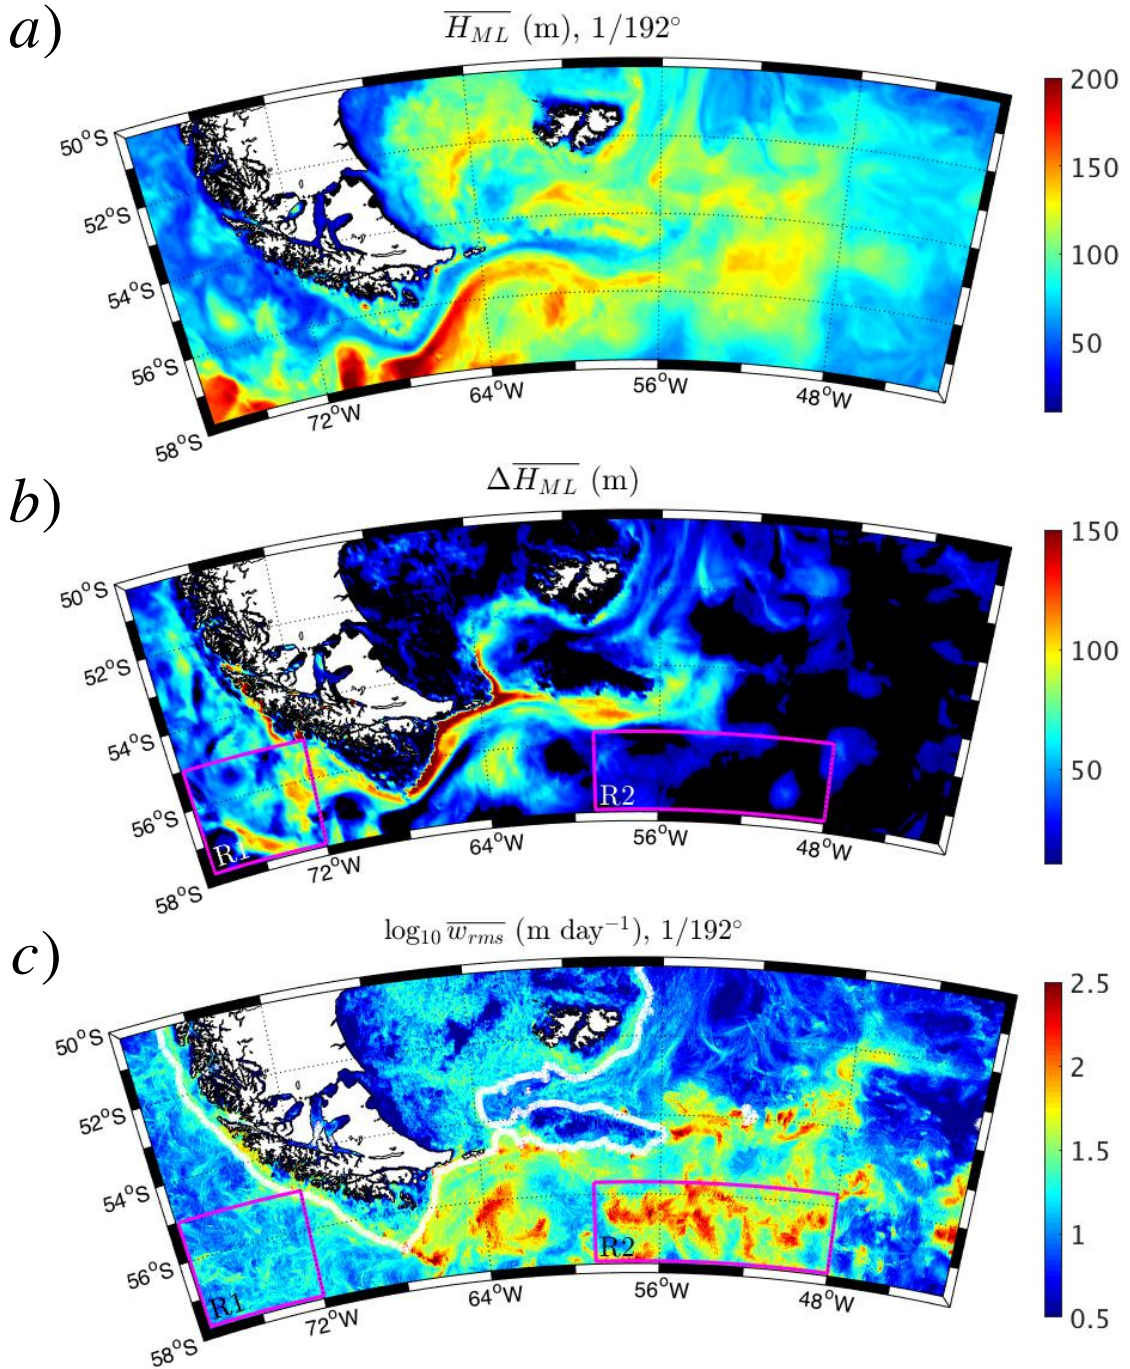 a)
$\overline{H_{ML}}$ (m), 1/192°
50°S
52°S
54°S
56°S
58°S
72°W
64°W
56°W
48°W
200
150
100
50
b)
$\Delta\overline{H_{ML}}$ (m)
50°S
52°S
54°S
56°S
58°S
72°W
64°W
56°W
48°W
R1
R2
150
100
50
c)
$\log_{10} \overline{w_{rms}}$ (m day$^{-1}$), 1/192°
50°S
52°S
54°S
56°S
58°S
72°W
64°W
56°W
48°W
R1
R2
2.5
2
1.5
1
0.5